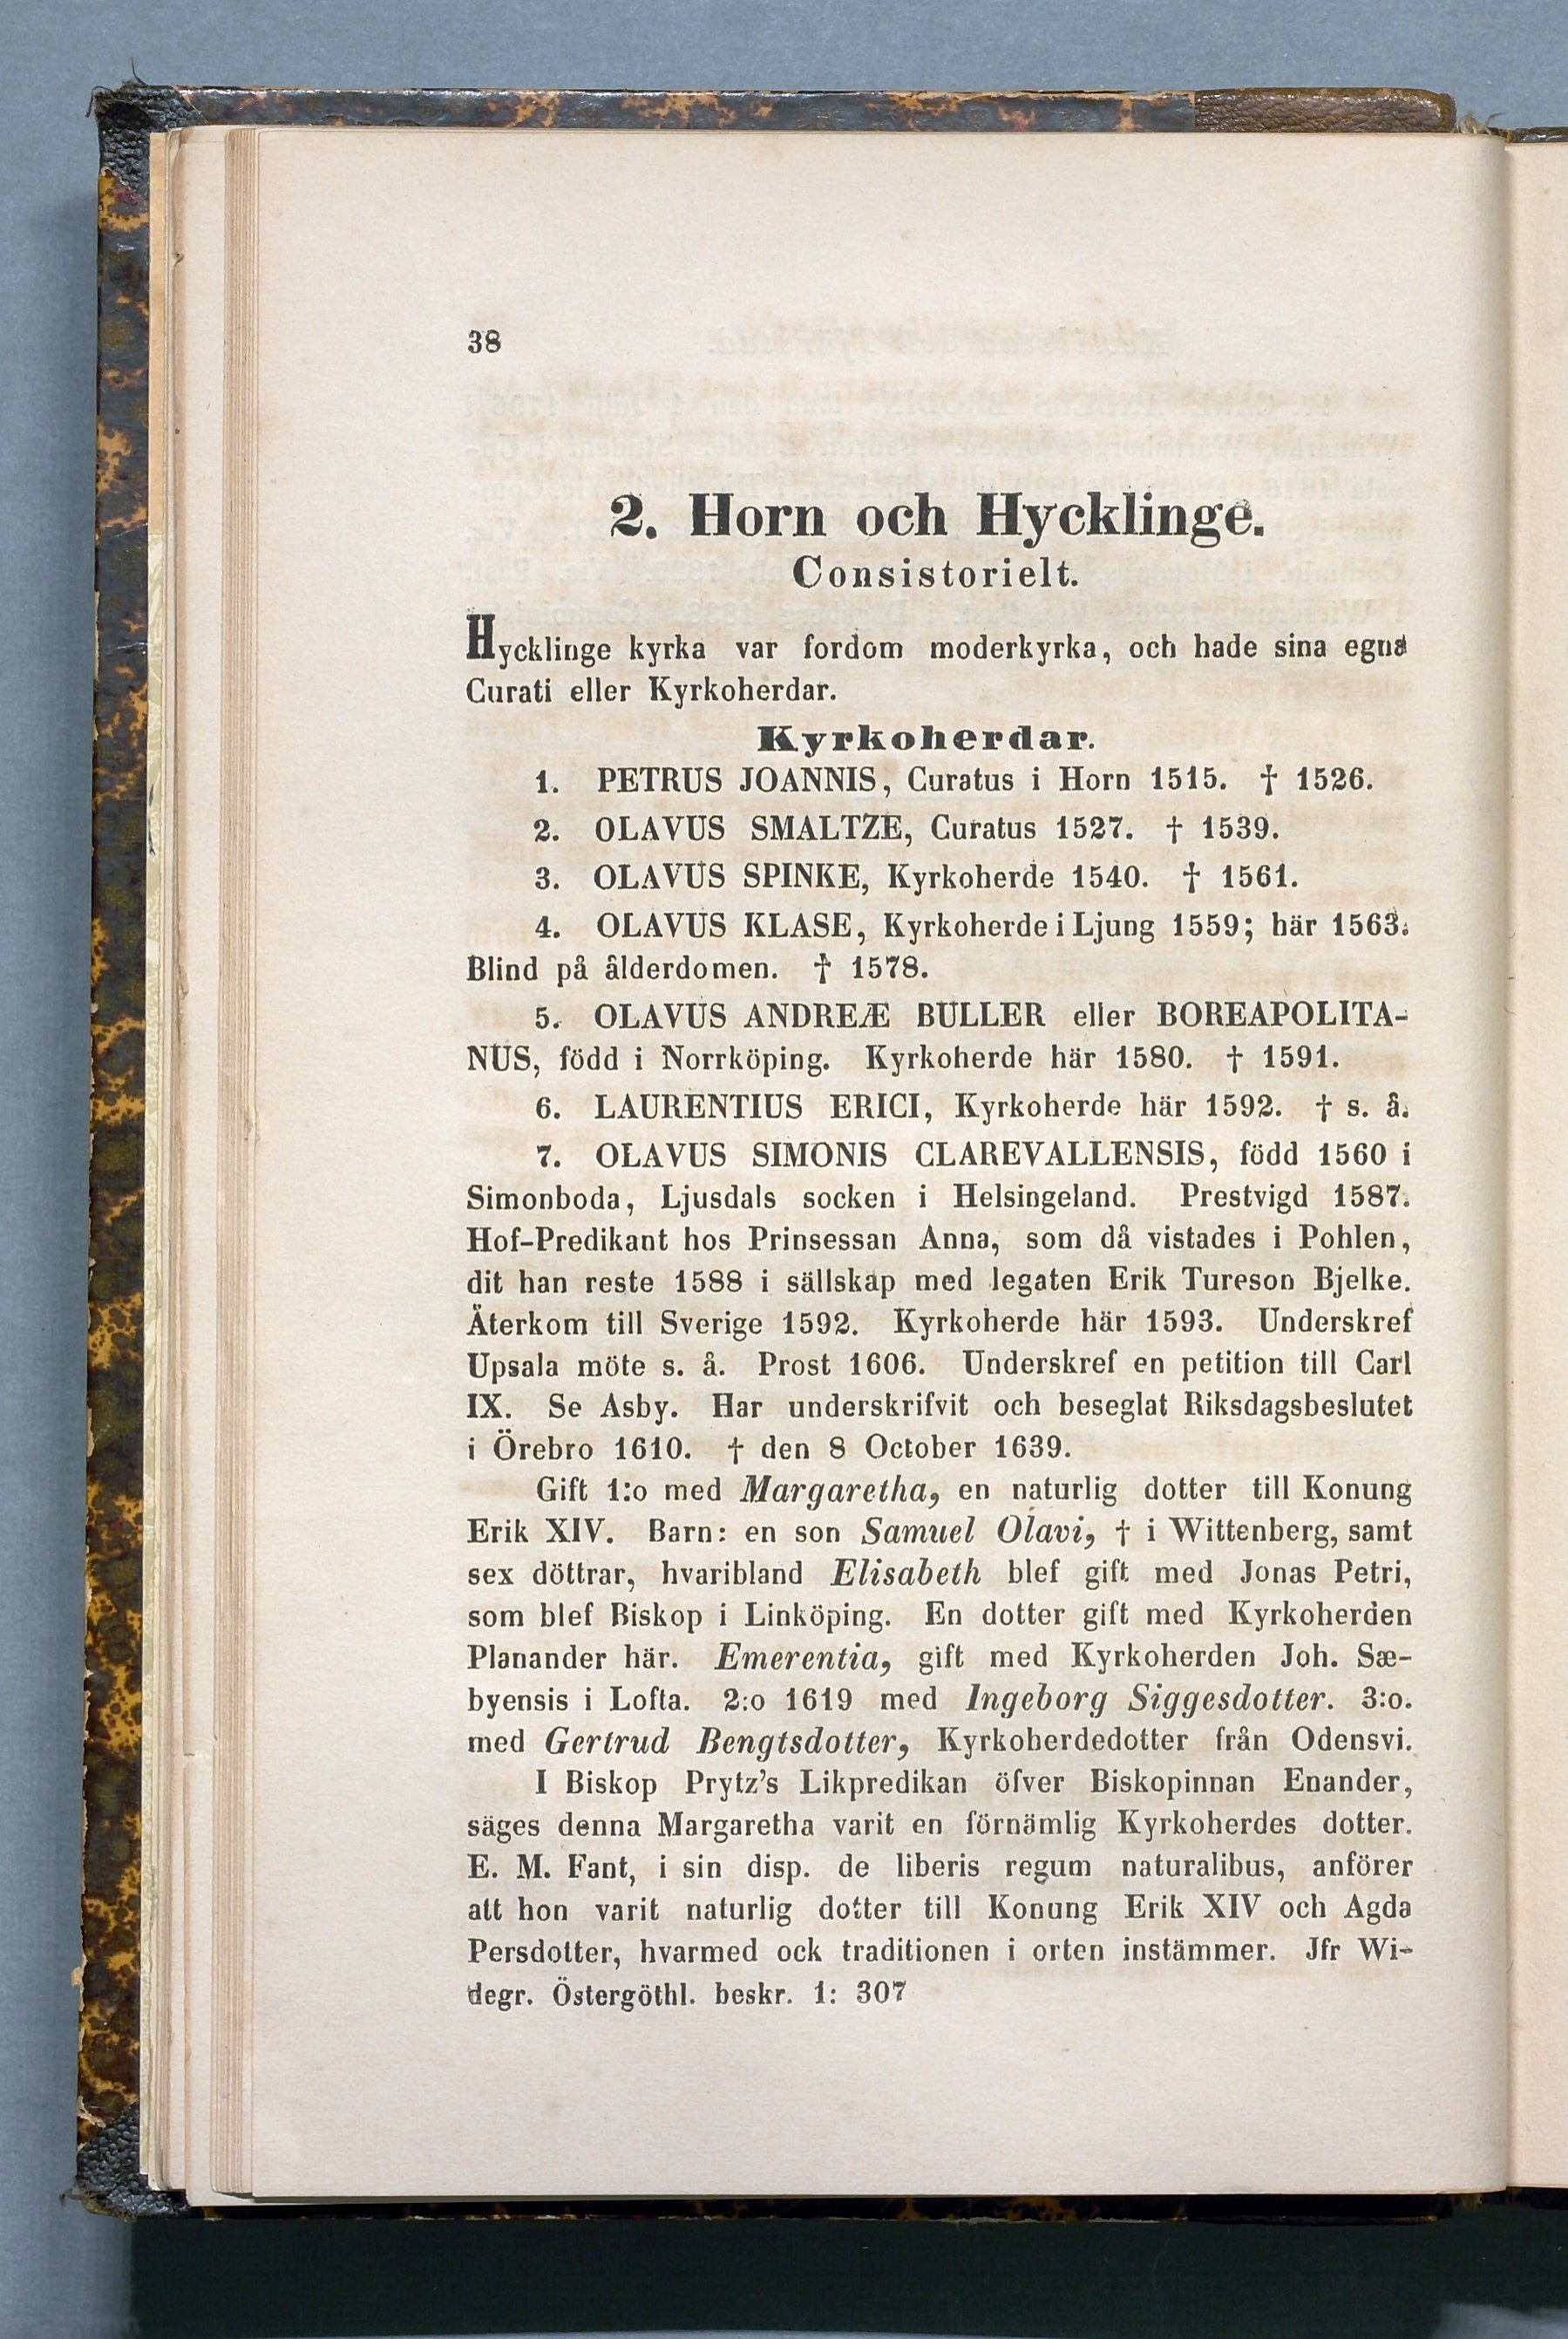 38
2. Horn och Hycklinge.
Consistorielt.
Hycklinge kyrka var fordom moderkyrka, och hade sina egna
Curati eller Kyrkoherdar.
Kyrkoherdar.
1. PETRUS JOANNIS, Curatus i Horn 1515. † 1526.
2. OLAVUS SMALTZE, Curatus 1527. † 1539.
3. OLAVUS SPINKE, Kyrkoherde 1540. † 1561.
4. OLAVUS KLASE, Kyrkoherde i Ljung 1559; här 1563.
Blind på ålderdomen. † 1578.
5. OLAVUS ANDREÆ BULLER eller BOREAPOLITA-
NUS, född i Norrköping. Kyrkoherde här 1580. † 1591.
6. LAURENTIUS ERICI, Kyrkoherde här 1592. † s. å.
7. OLAVUS SIMONIS CLAREVALLENSIS, född 1560 i
Simonboda, Ljusdals socken i Helsingeland. Prestvigd 1587.
Hof-Predikant hos Prinsessan Anna, som då vistades i Pohlen,
dit han reste 1588 i sällskap med legaten Erik Tureson Bjelke.
Återkom till Sverige 1592. Kyrkoherde här 1593. Underskref
Upsala möte s. å. Prost 1606. Underskref en petition till Carl
IX. Se Asby. Har underskrifvit och beseglat Riksdagsbeslutet
i Örebro 1610. † den 8 October 1639.
Gift 1:o med Margaretha, en naturlig dotter till Konung
Erik XIV. Barn: en son Samuel Olavi, † i Wittenberg, samt
sex döttrar, hvaribland Elisabeth blef gift med Jonas Petri,
som blef Biskop i Linköping. En dotter gift med Kyrkoherden
Planander här. Emerentia, gift med Kyrkoherden Joh. Sæ-
byensis i Lofta. 2:o 1619 med Ingeborg Siggesdotter. 3:o.
med Gertrud Bengtsdotter, Kyrkoherdedotter från Odensvi.
I Biskop Prytz's Likpredikan öfver Biskopinnan Enander,
säges denna Margaretha varit en förnämlig Kyrkoherdes dotter.
E. M. Fant, i sin disp. de liberis regum naturalibus, anförer
att hon varit naturlig dotter till Konung Erik XIV och Agda
Persdotter, hvarmed ock traditionen i orten instämmer. Jfr Wi-
degr. Östergöthl. beskr. 1: 307